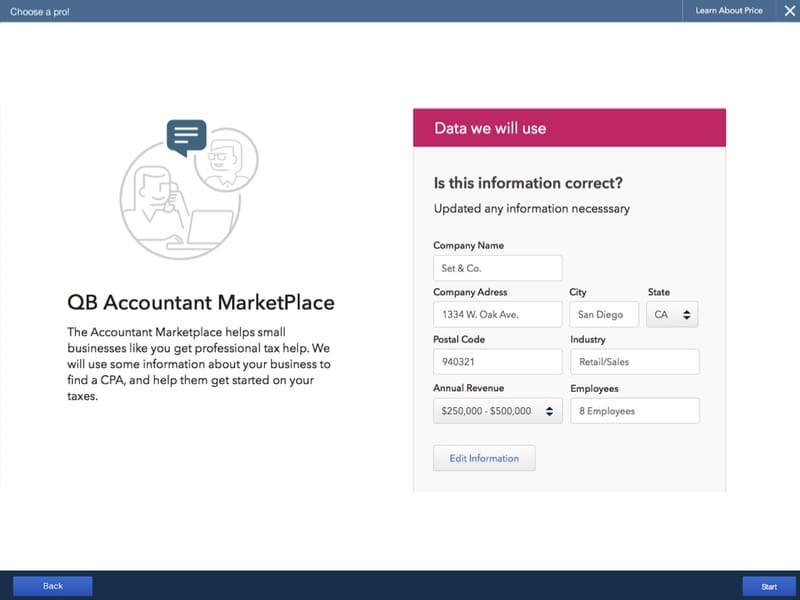 Choose a pro!
Learn About Price
QB Accountant MarketPlace
The Accountant Marketplace helps small
businesses like you get professional tax help. We
will use some information about your business to
find a CPA, and help them get started on your
taxes.
Data we will use
Is this information correct?
Updated any information necesssary
Company Name
Set & Co.
Company Adress
City
State
1334 W. Oak Ave.
San Diego
CA
Postal Code
Industry
940321
Retail/Sales
Annual Revenue
Employees
$250,000 - $500,000
8 Employees
Edit Information
Back
Start